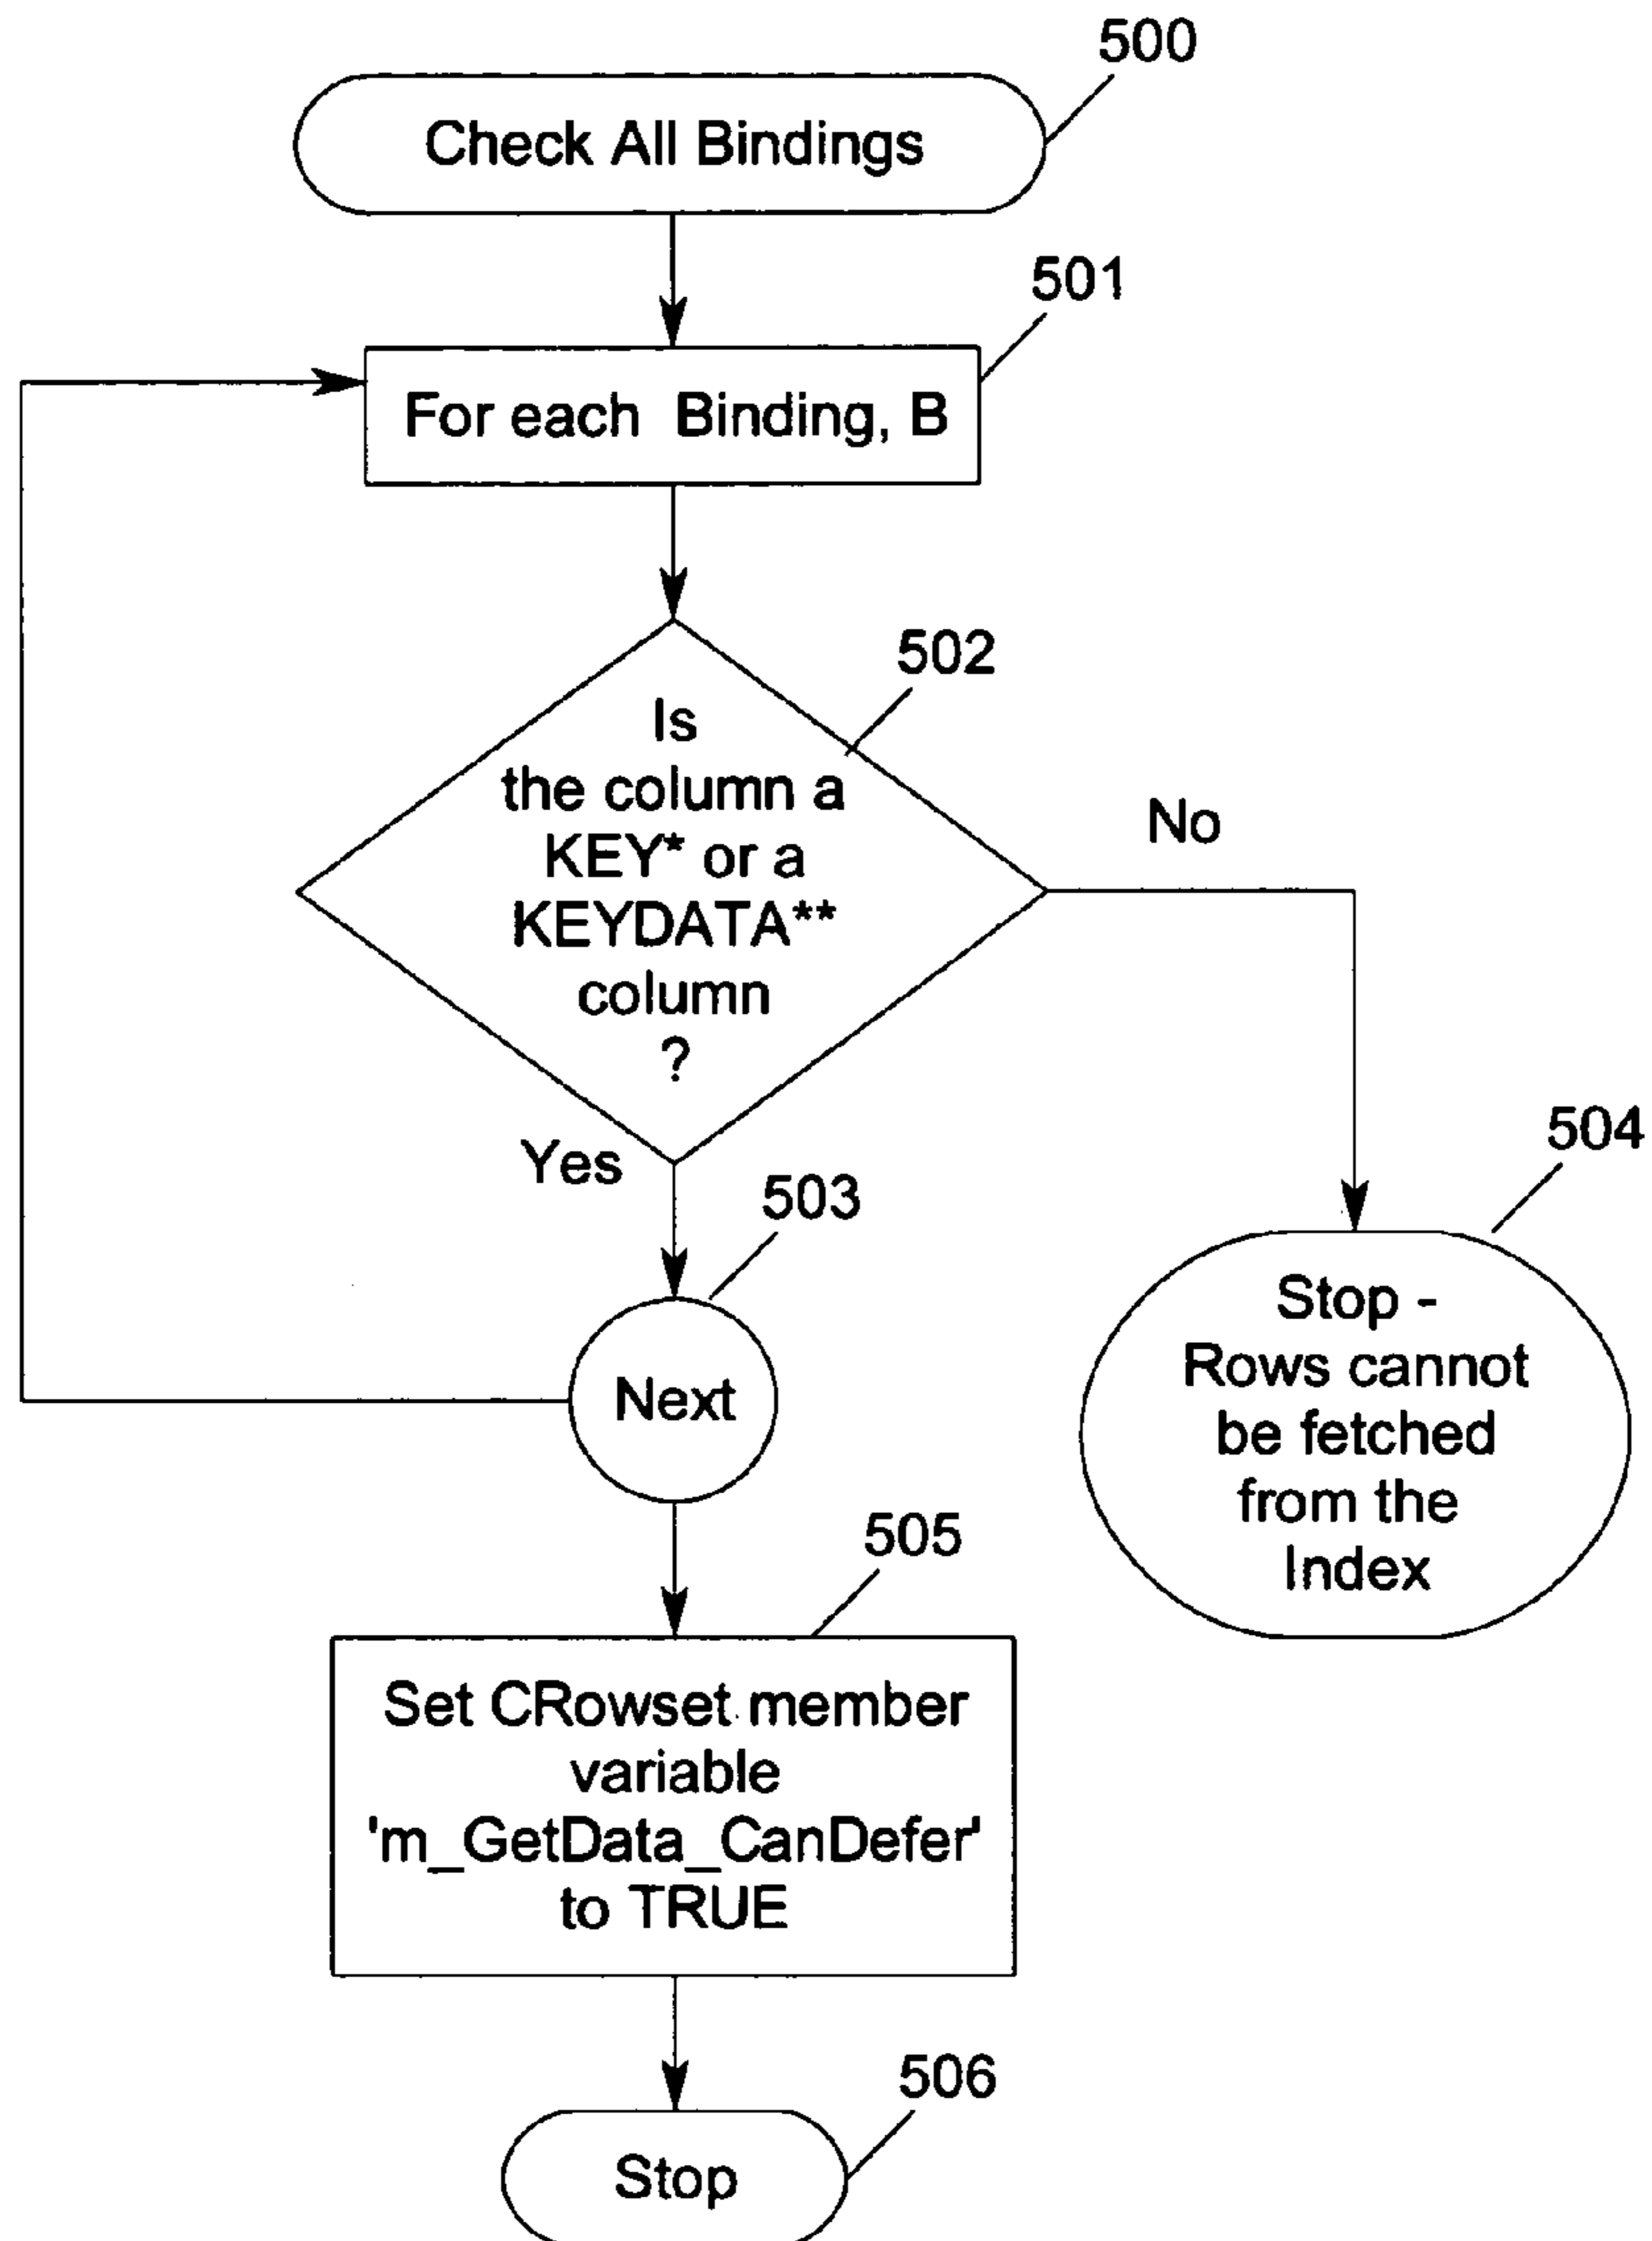 500
Check All Bindings
501
For each Binding, B
502
Is
the column a
KEY* or a
KEYDATA**
column
?
No
Yes
503
Next
504
Stop -
Rows cannot
be fetched
from the
Index
505
Set CRowset member
variable
'm_GetData_CanDefer'
to TRUE
506
Stop